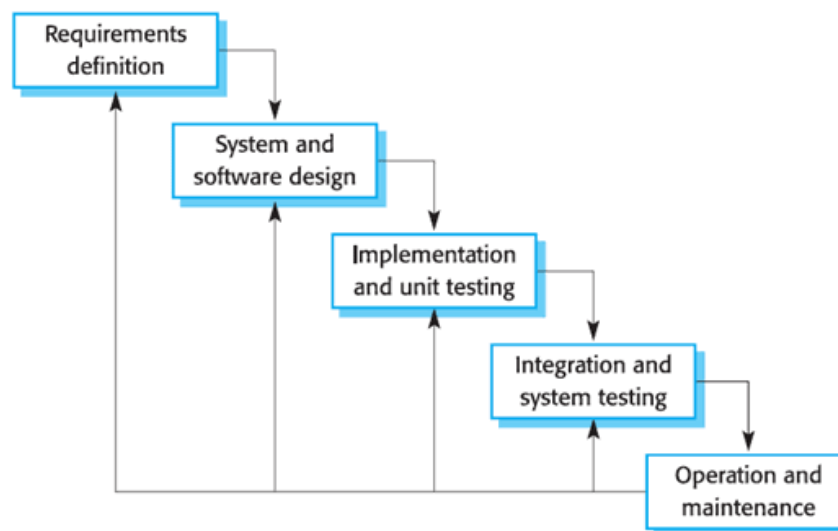 Requirements
definition
System and
software design
Implementation
and unit testing
Integration and
system testing
Operation and
maintenance